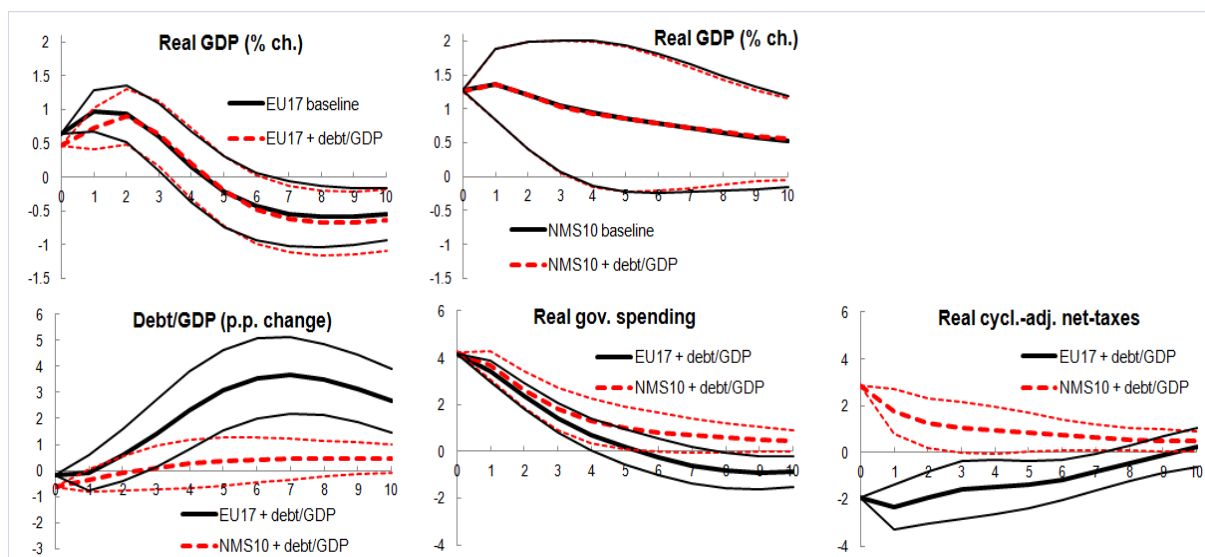 Real GDP (% ch.)
2
1.5
1
0.5
0
-0.5
-1
-1.5
0 1 2 3 4 5 6 7 8 9 10
EU17 baseline
EU17 + debt/GDP
Real GDP (% ch.)
2
1.5
1
0.5
0
-0.5
-1
-1.5
0 1 2 3 4 5 6 7 8 9 10
NMS10 baseline
NMS10 + debt/GDP
Debt/GDP (p.p. change)
6
5
4
3
2
1
0
-1
-2
-3
0 1 2 3 4 5 6 7 8 9 10
EU17 + debt/GDP
NMS10 + debt/GDP
Real gov. spending
6
4
2
0
-2
-4
0 1 2 3 4 5 6 7 8 9 10
EU17 + debt/GDP
NMS10 + debt/GDP
Real cycl.-adj. net-taxes
6
4
2
0
-2
-4
0 1 2 3 4 5 6 7 8 9 10
EU17 + debt/GDP
NMS10 + debt/GDP